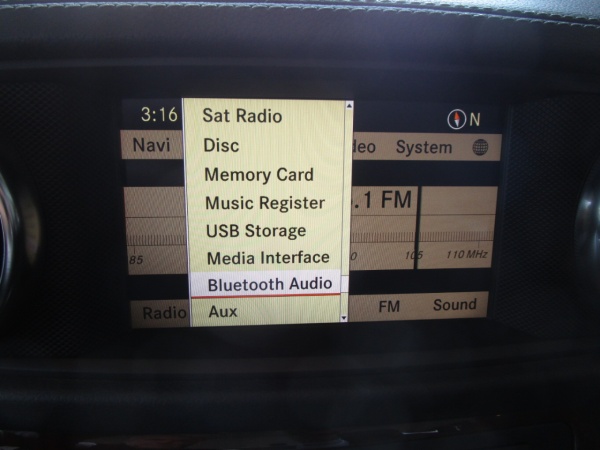 3:16
N
Navi
deo
System
Sat Radio
Disc
Memory Card
Music Register
USB Storage
Media Interface
Bluetooth Audio
Aux
.1 FM
85
0
105
110 MHz
Radio
FM
Sound